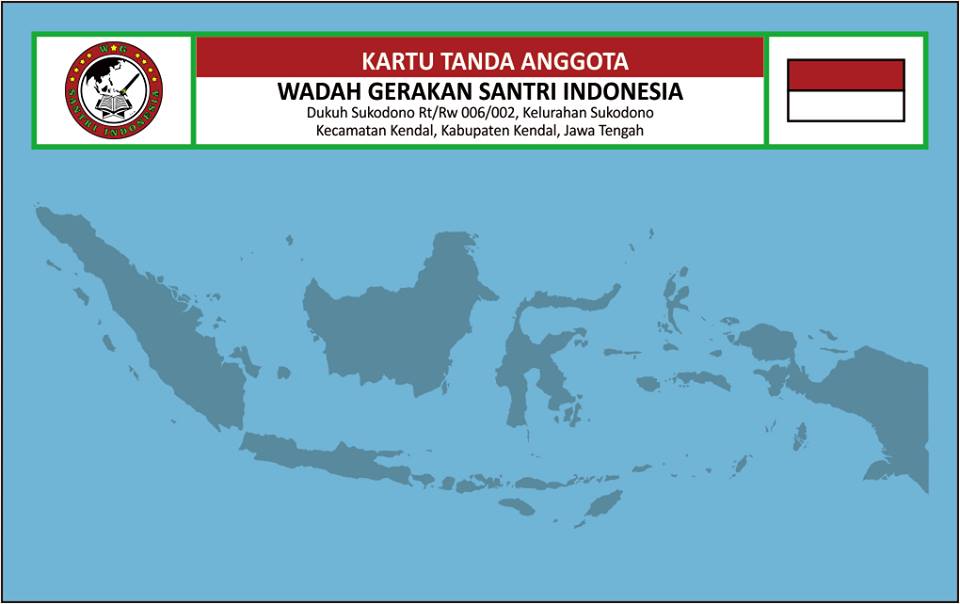 W G
SANTRI INDONESIA
KARTU TANDA ANGGOTA
WADAH GERAKAN SANTRI INDONESIA
Dukuh Sukodono Rt/Rw 006/002, Kelurahan Sukodono
Kecamatan Kendal, Kabupaten Kendal, Jawa Tengah